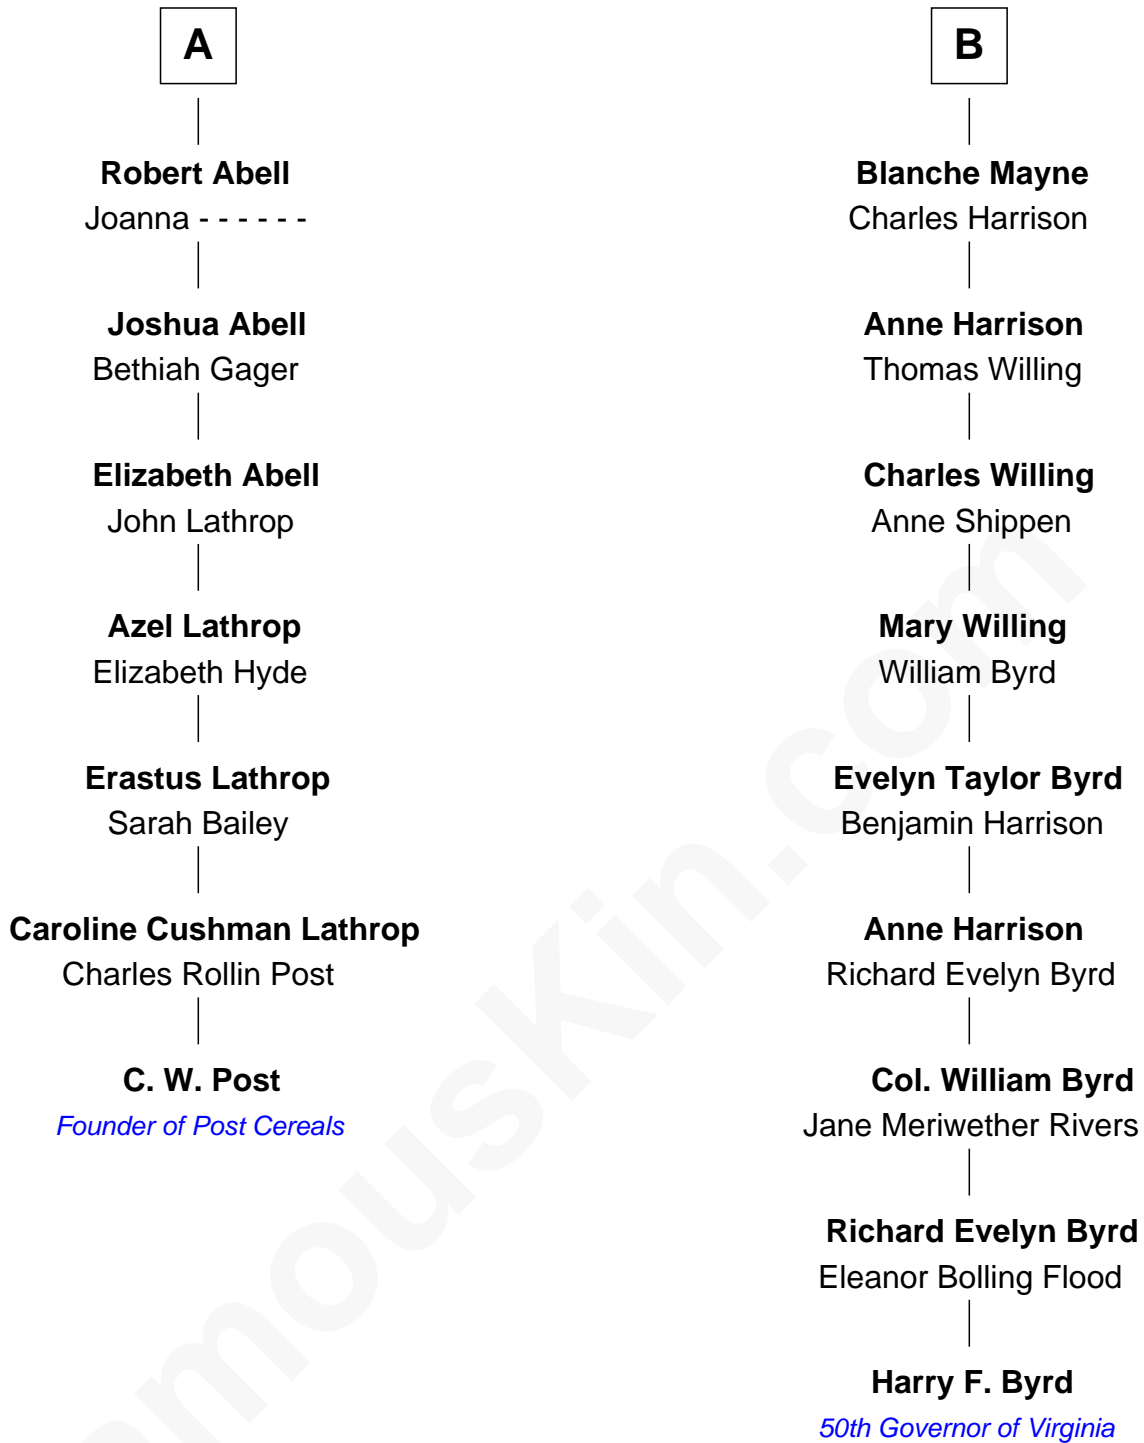 A
Robert Abell
Joanna - - - - - -
Joshua Abell
Bethiah Gager
Elizabeth Abell
John Lathrop
Azel Lathrop
Elizabeth Hyde
Erastus Lathrop
Sarah Bailey
Caroline Cushman Lathrop
Charles Rollin Post
C. W. Post
Founder of Post Cereals
B
Blanche Mayne
Charles Harrison
Anne Harrison
Thomas Willing
Charles Willing
Anne Shippen
Mary Willing
William Byrd
Evelyn Taylor Byrd
Benjamin Harrison
Anne Harrison
Richard Evelyn Byrd
Col. William Byrd
Jane Meriwether Rivers
Richard Evelyn Byrd
Eleanor Bolling Flood
Harry F. Byrd
50th Governor of Virginia
amouskin.com